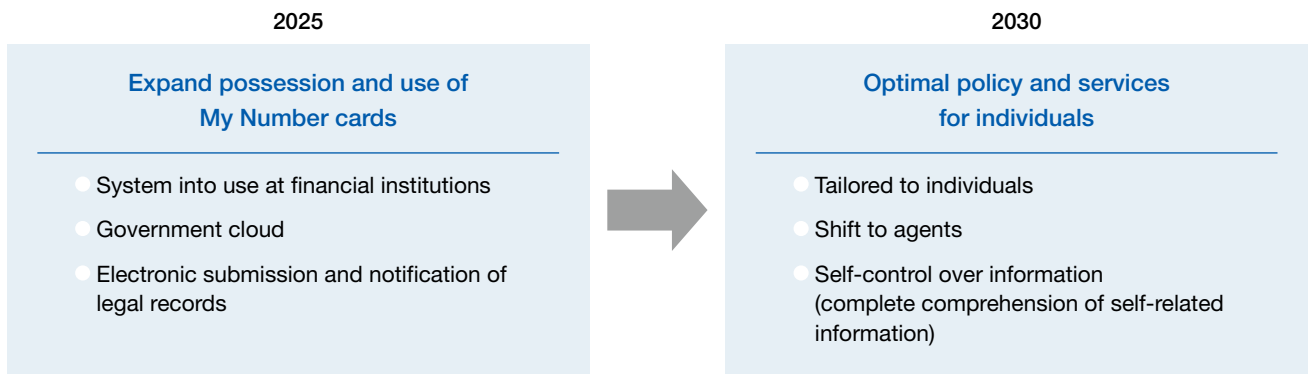 2025
Expand possession and use of
My Number cards
System into use at financial institutions
Government cloud
Electronic submission and notification of
legal records
2030
Optimal policy and services
for individuals
Tailored to individuals
Shift to agents
Self-control over information
(complete comprehension of self-related
information)